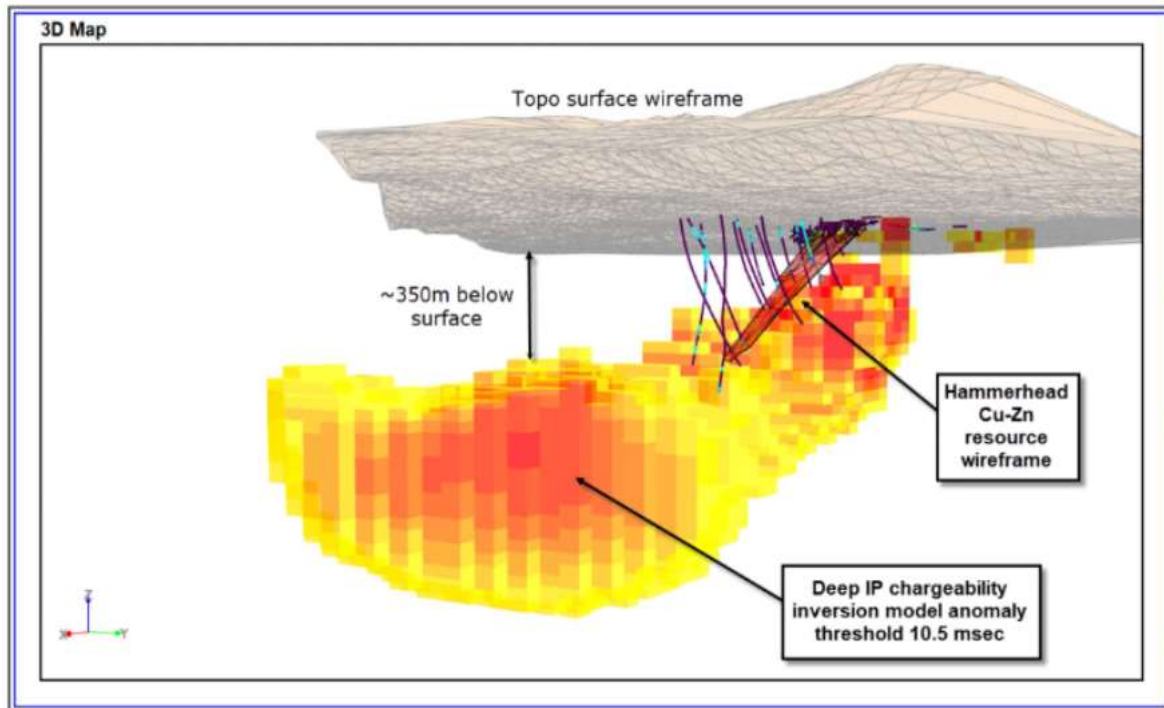 3D Map
Topo surface wireframe
~350m below
surface
Hammerhead
Cu-Zn
resource
wireframe
Deep IP chargeability
inversion model anomaly
threshold 10.5 msec
Z
X
Y